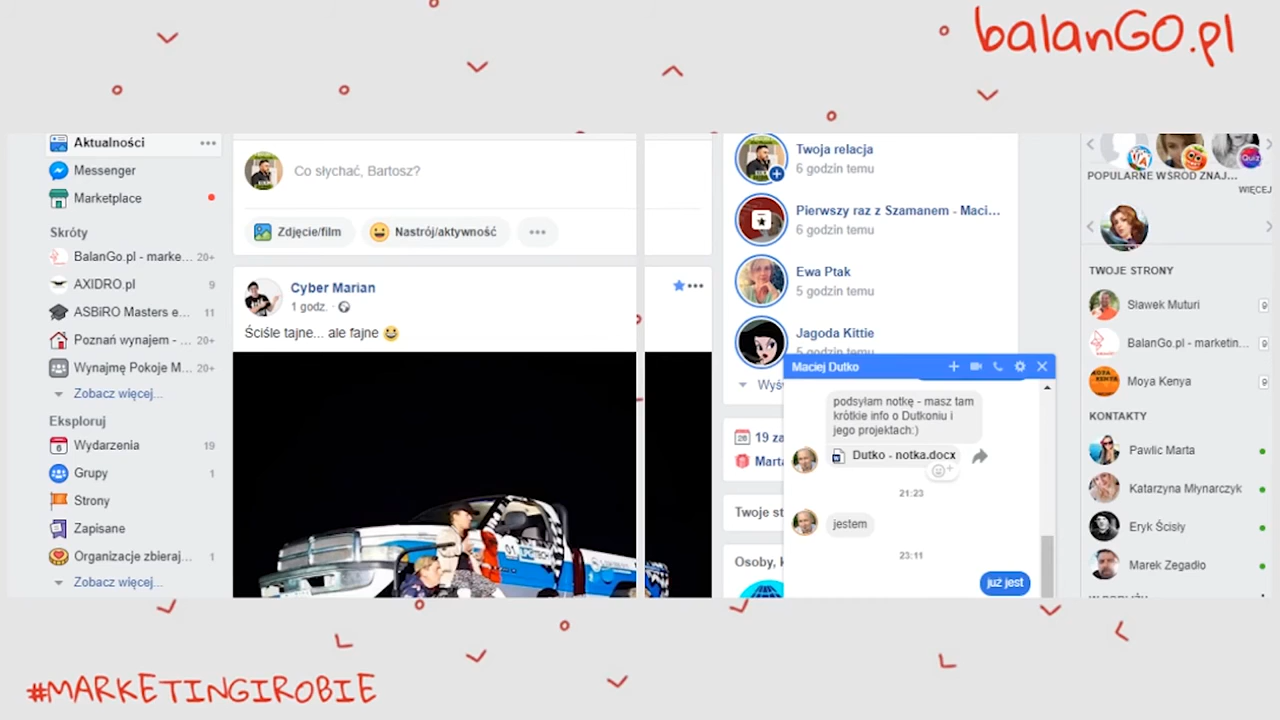 balanGO.pl
Aktualności
Messenger
Marketplace
Skróty
BalanGo.pl - marke... 20+
AXIDRO.pl 9
ASBiRO Masters e... 11
Poznań wynajem - ... 20+
Wynajmę Pokoje M... 20+
Zobacz więcej...
Eksploruj
Wydarzenia 19
Grupy 1
Strony
Zapisane
Organizacje zbieraj... 1
Zobacz więcej...
Co słychać, Bartosz?
Zdjęcie/film
Nastrój/aktywność
Cyber Marian
1 godz.
Ściśle tajne... ale fajne
Twoja relacja
6 godzin temu
Pierwszy raz z Szamanem - Maci...
6 godzin temu
Ewa Ptak
5 godzin temu
Jagoda Kittie
5 godzin temu
Wyś
19 za
Marta
Twoje st
Osoby, k
Maciej Dutko
podsyłam notkę - masz tam
krótkie info o Dutkoniu i
jego projektach:)
Dutko - notka.docx
21:23
jestem
23:11
już jest
Quiz
POPULARNE WŚRÓD ZNAJ...
WIĘCEJ
TWOJE STRONY
Sławek Muturi
BalanGo.pl - marketin...
Moya Kenya
KONTAKTY
Pawlic Marta
Katarzyna Młynarczyk
Eryk Ścisły
Marek Zegadło
#MARKETINGIROBIE